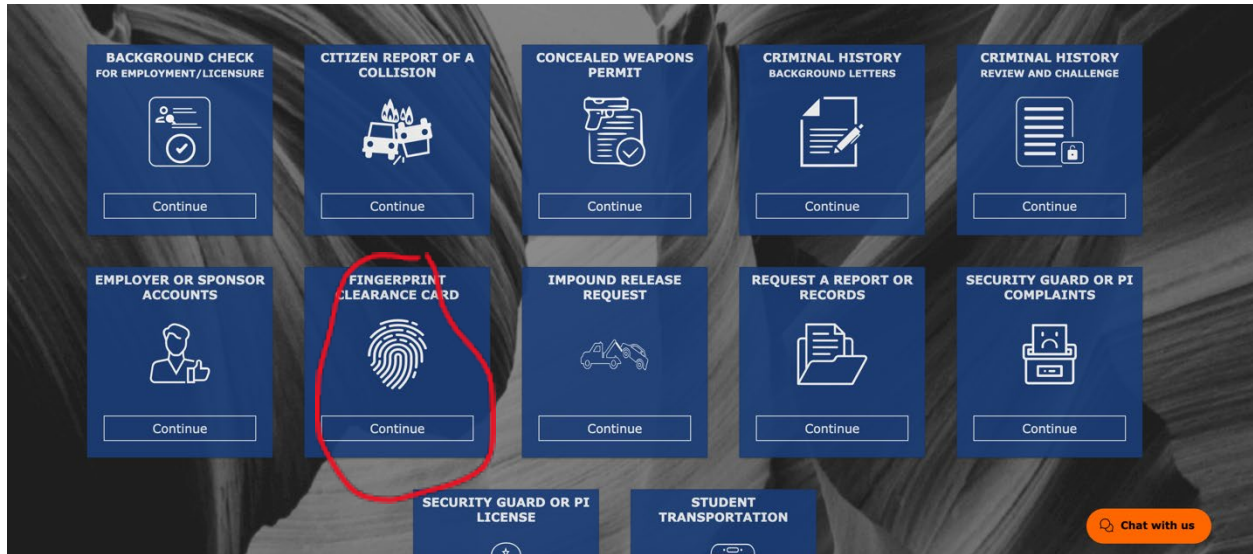 BACKGROUND CHECK
FOR EMPLOYMENT/LICENSURE
Continue
CITIZEN REPORT OF A
COLLISION
Continue
CONCEALED WEAPONS
PERMIT
Continue
CRIMINAL HISTORY
BACKGROUND LETTERS
Continue
CRIMINAL HISTORY
REVIEW AND CHALLENGE
Continue
EMPLOYER OR SPONSOR
ACCOUNTS
Continue
FINGERPRINT
CLEARANCE CARD
Continue
IMPOUND RELEASE
REQUEST
Continue
REQUEST A REPORT OR
RECORDS
Continue
SECURITY GUARD OR PI
COMPLAINTS
Continue
SECURITY GUARD OR PI
LICENSE
STUDENT
TRANSPORTATION
Chat with us